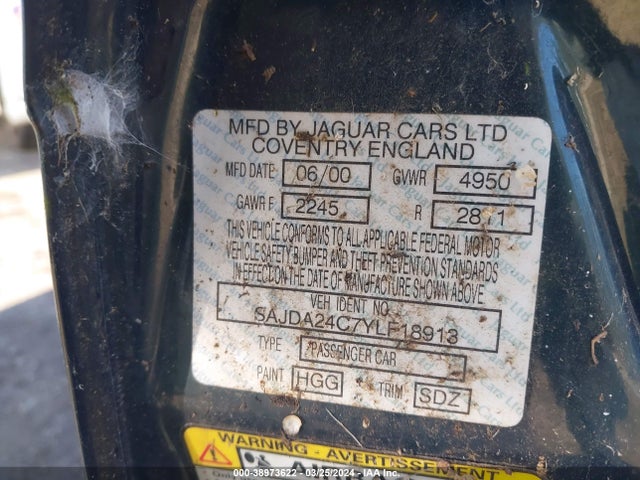 MFD BY JAGUAR CARS LTD
COVENTRY ENGLAND
MFD DATE 06/00 GVWR 4950
GAWR F 2245 R 2811
THIS VEHICLE CONFORMS TO ALL APPLICABLE FEDERAL MOTOR
VEHICLE SAFETY BUMPER AND THEFT PREVENTION STANDARDS
IN EFFECT ON THE DATE OF MANUFACTURE SHOWN ABOVE.
VEH IDENT NO
SAJDA24C7YLF18913
TYPE PASSENGER CAR
PAINT HGG TRIM SDZ
WARNING - AVERTISSEMENT
Copart: 38973622 - 03/25/2024 - IAA Inc.